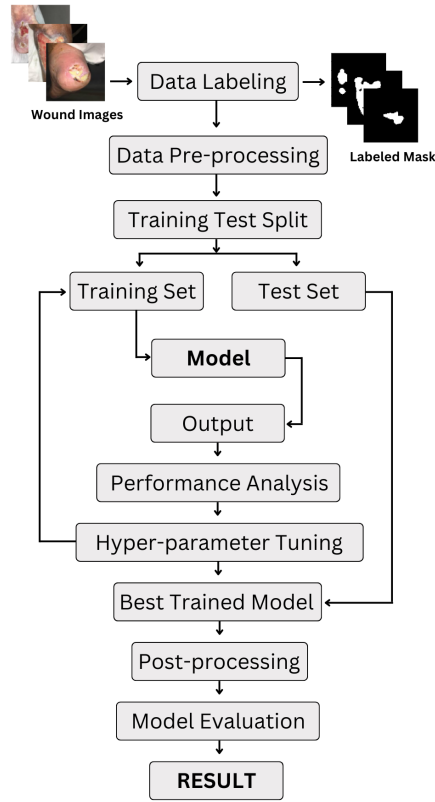 Data Labeling
Wound Images
Labeled Mask
Data Pre-processing
Training Test Split
Training Set
Test Set
Model
Output
Performance Analysis
Hyper-parameter Tuning
Best Trained Model
Post-processing
Model Evaluation
RESULT